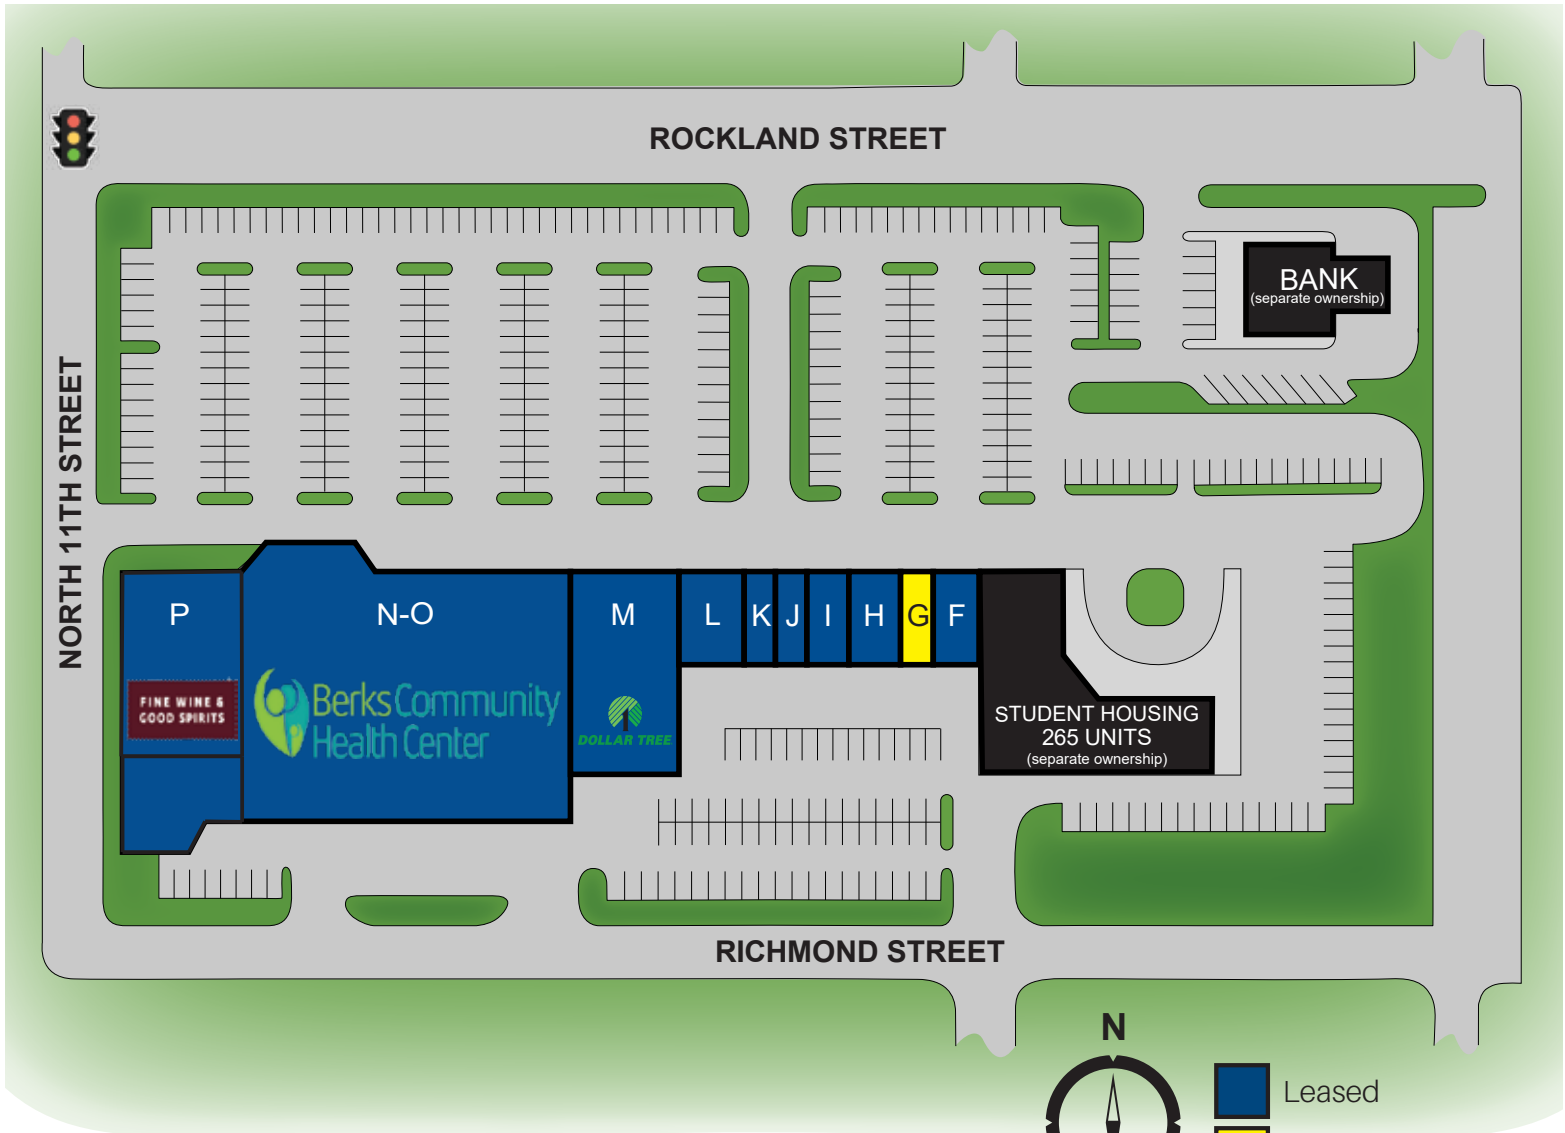 ROCKLAND STREET
BANK
(separate ownership)
NORTH 11TH STREET
P
N-O
M
L
K
J
I
H
G
F
FINE WINE &
GOOD SPIRITS
Berks Community
Health Center
DOLLAR TREE
STUDENT HOUSING
265 UNITS
(separate ownership)
RICHMOND STREET
N
Leased